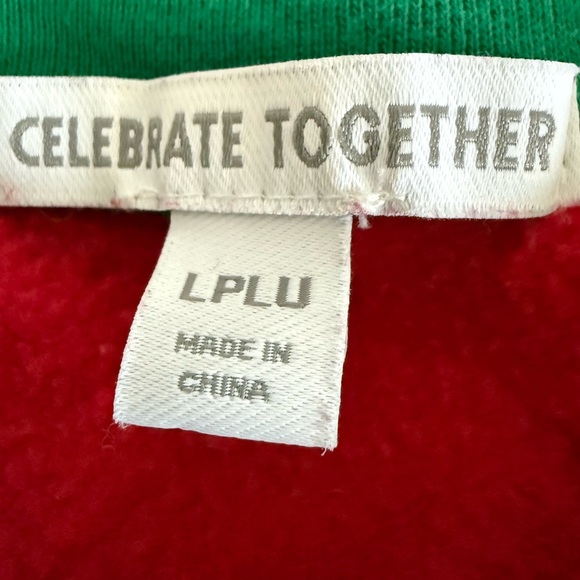 CELEBRATE TOGETHER
LPLU
MADE IN
CHINA